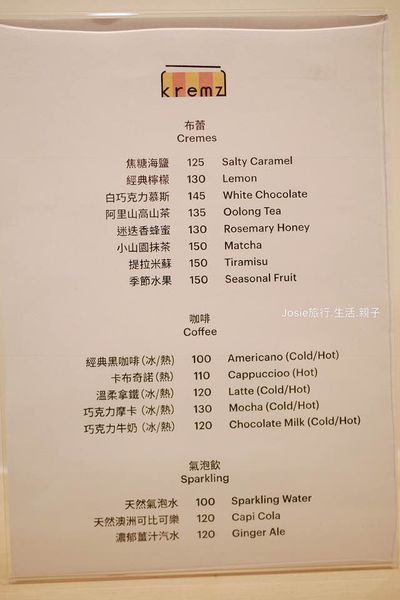 kremz
布蕾
Cremes
焦糖海鹽 125 Salty Caramel
經典檸檬 130 Lemon
白巧克力慕斯 145 White Chocolate
阿里山高山茶 135 Oolong Tea
迷迭香蜂蜜 130 Rosemary Honey
小山園抹茶 150 Matcha
提拉米蘇 150 Tiramisu
季節水果 150 Seasonal Fruit
Josie旅行.生活.親子
咖啡
Coffee
經典黑咖啡(冰/熱) 100 Americano (Cold/Hot)
卡布奇諾(熱) 110 Cappuccioo (Hot)
溫柔拿鐵(冰/熱) 120 Latte (Cold/Hot)
巧克力摩卡 (冰/熱) 130 Mocha (Cold/Hot)
巧克力牛奶 (冰/熱) 120 Chocolate Milk (Cold/Hot)
氣泡飲
Sparkling
天然氣泡水 100 Sparkling Water
天然澳洲可比可樂 120 Capi Cola
濃郁薑汁汽水 120 Ginger Ale